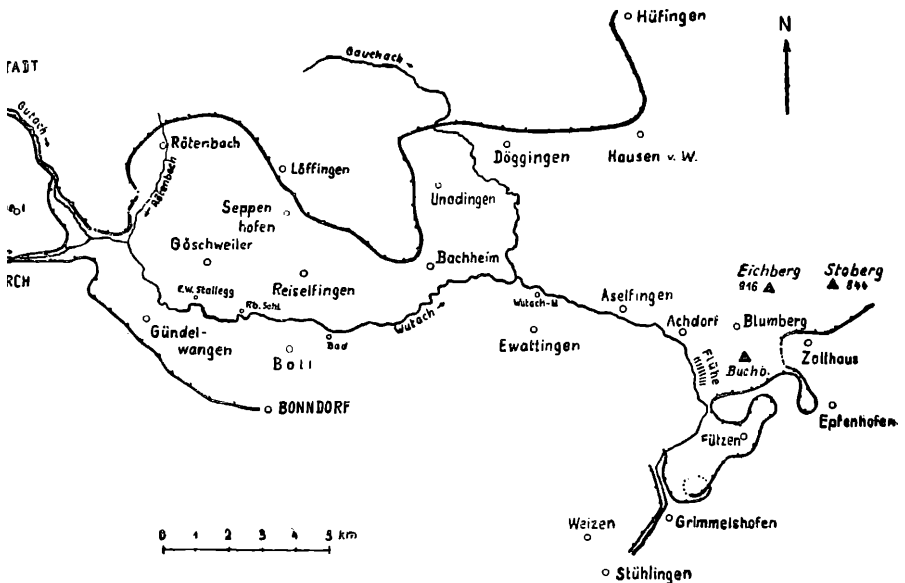 Hüfingen
N
Gauchach
TADT
Gutach
Rötenbach
Döggingen
Hausen v. W.
Löffingen
Rötenbach
Unadingen
Seppen
hofen
Göschweiler
Bachheim
Eichberg
816
Stoberg
844
Reiselfingen
E.W. Stallegg
Rb. Schl.
Wutach-M
Aselfingen
RCH
Wutach
Achdorf
Blumberg
Gündel-
wangen
Bad
Ewattingen
Zollhaus
Boll
Flühe
Buchb.
BONNDORF
Epfenhofen
Fützen
Weizen
Grimmelshofen
0 1 2 3 4 5 km
Stühlingen